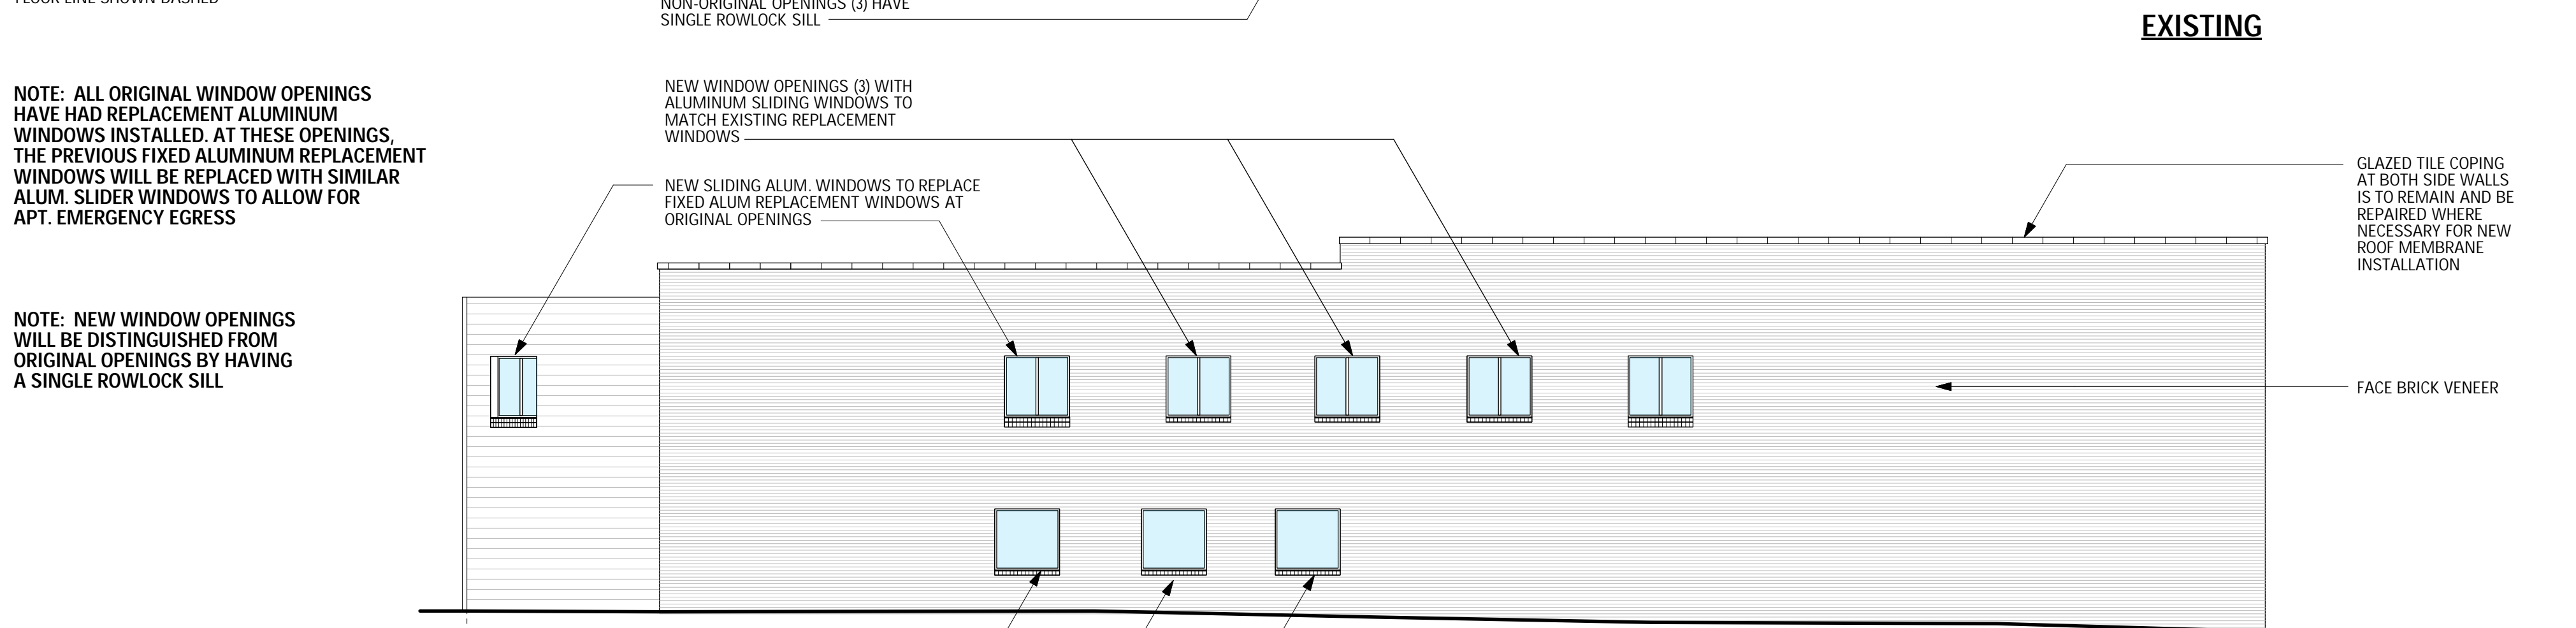 FLOOR LINE SHOWN DASHED
NON-ORIGINAL OPENINGS (3) HAVE
SINGLE ROWLOCK SILL
EXISTING
NOTE: ALL ORIGINAL WINDOW OPENINGS
HAVE HAD REPLACEMENT ALUMINUM
WINDOWS INSTALLED. AT THESE OPENINGS,
THE PREVIOUS FIXED ALUMINUM REPLACEMENT
WINDOWS WILL BE REPLACED WITH SIMILAR
ALUM. SLIDER WINDOWS TO ALLOW FOR
APT. EMERGENCY EGRESS
NOTE: NEW WINDOW OPENINGS
WILL BE DISTINGUISHED FROM
ORIGINAL OPENINGS BY HAVING
A SINGLE ROWLOCK SILL
NEW WINDOW OPENINGS (3) WITH
ALUMINUM SLIDING WINDOWS TO
MATCH EXISTING REPLACEMENT
WINDOWS
NEW SLIDING ALUM. WINDOWS TO REPLACE
FIXED ALUM REPLACEMENT WINDOWS AT
ORIGINAL OPENINGS
GLAZED TILE COPING
AT BOTH SIDE WALLS
IS TO REMAIN AND BE
REPAIRED WHERE
NECESSARY FOR NEW
ROOF MEMBRANE
INSTALLATION
FACE BRICK VENEER